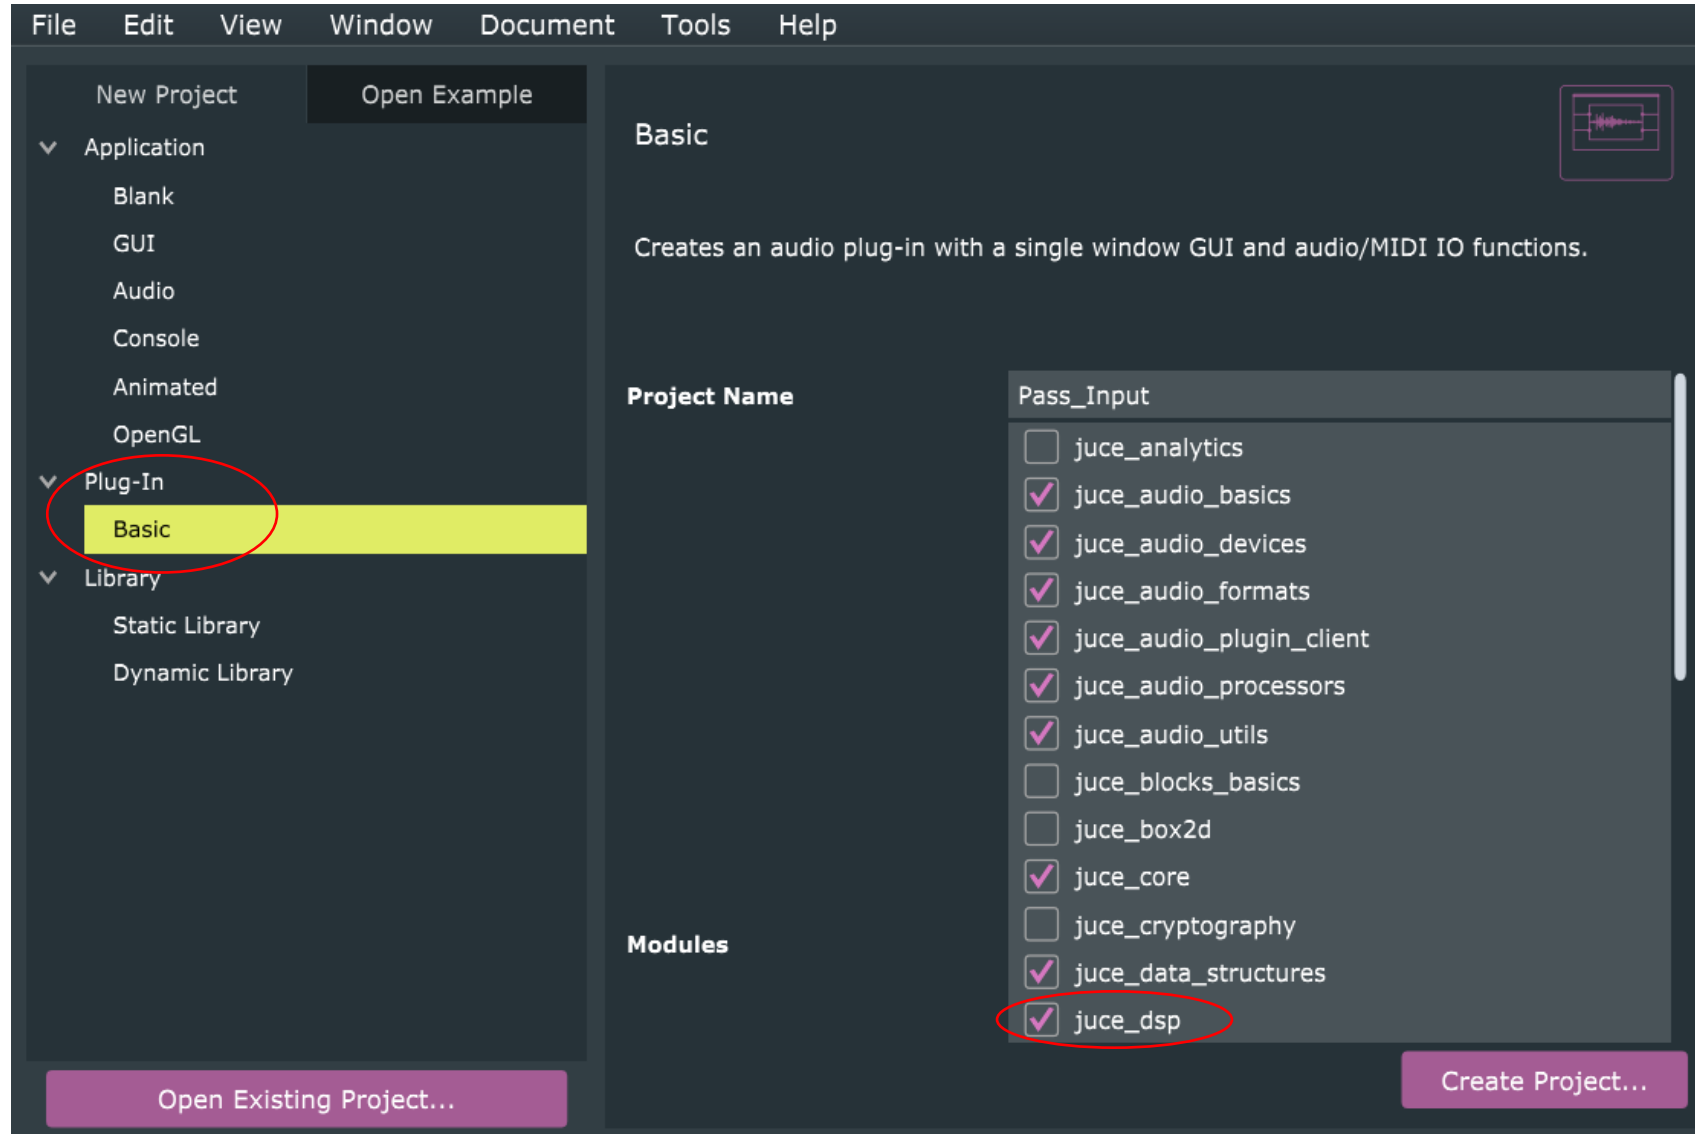 File Edit View Window Document Tools Help
New Project Open Example
Application
Blank
GUI
Audio
Console
Animated
OpenGL
Plug-In
Basic
Library
Static Library
Dynamic Library
Open Existing Project...
Basic
Creates an audio plug-in with a single window GUI and audio/MIDI IO functions.
Project Name Pass_Input
juce_analytics
juce_audio_basics
juce_audio_devices
juce_audio_formats
juce_audio_plugin_client
juce_audio_processors
juce_audio_utils
juce_blocks_basics
juce_box2d
juce_core
juce_cryptography
Modules
juce_data_structures
juce_dsp
Create Project...